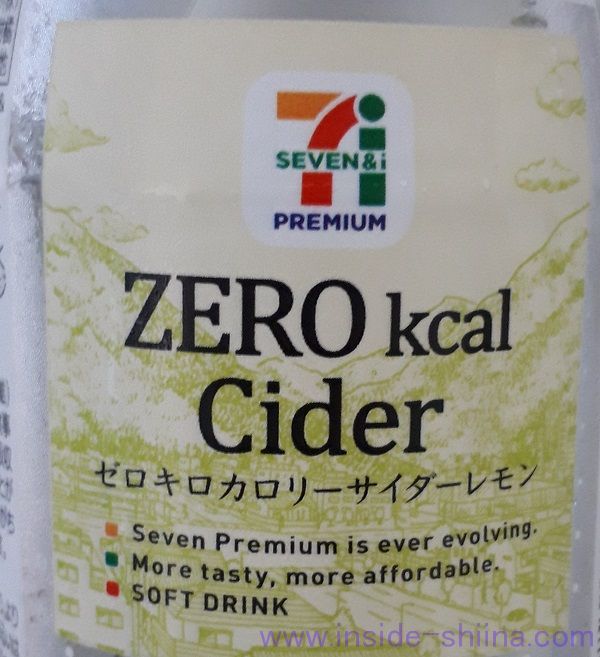 SEVEN&i
PREMIUM
ZERO kcal
Cider
ゼロキロカロリーサイダーレモン
Seven Premium is ever evolving.
More tasty, more affordable.
SOFT DRINK
www.inside-shiina.com